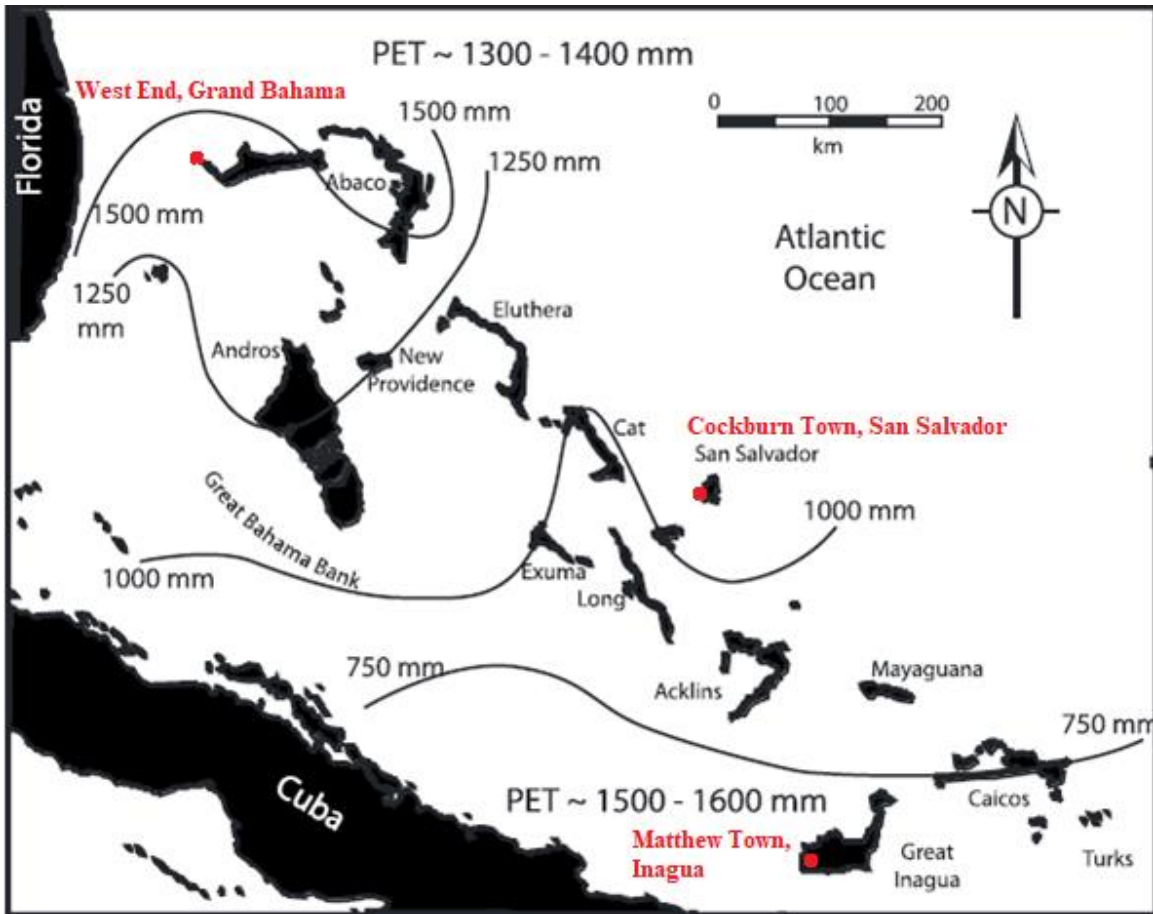 PET ~ 1300 - 1400 mm
West End, Grand Bahama
Florida
1500 mm
1250 mm
0 100 200
km
N
Abaco
1500 mm
Atlantic
Ocean
1250
mm
Eluthera
Andros
New
Providence
Cat
Cockburn Town, San Salvador
San Salvador
Great Bahama Bank
1000 mm
1000 mm
Exuma
Long
750 mm
Acklins
Mayaguana
750 mm
Cuba
PET ~ 1500 - 1600 mm
Caicos
Matthew Town,
Inagua
Great
Inagua
Turks